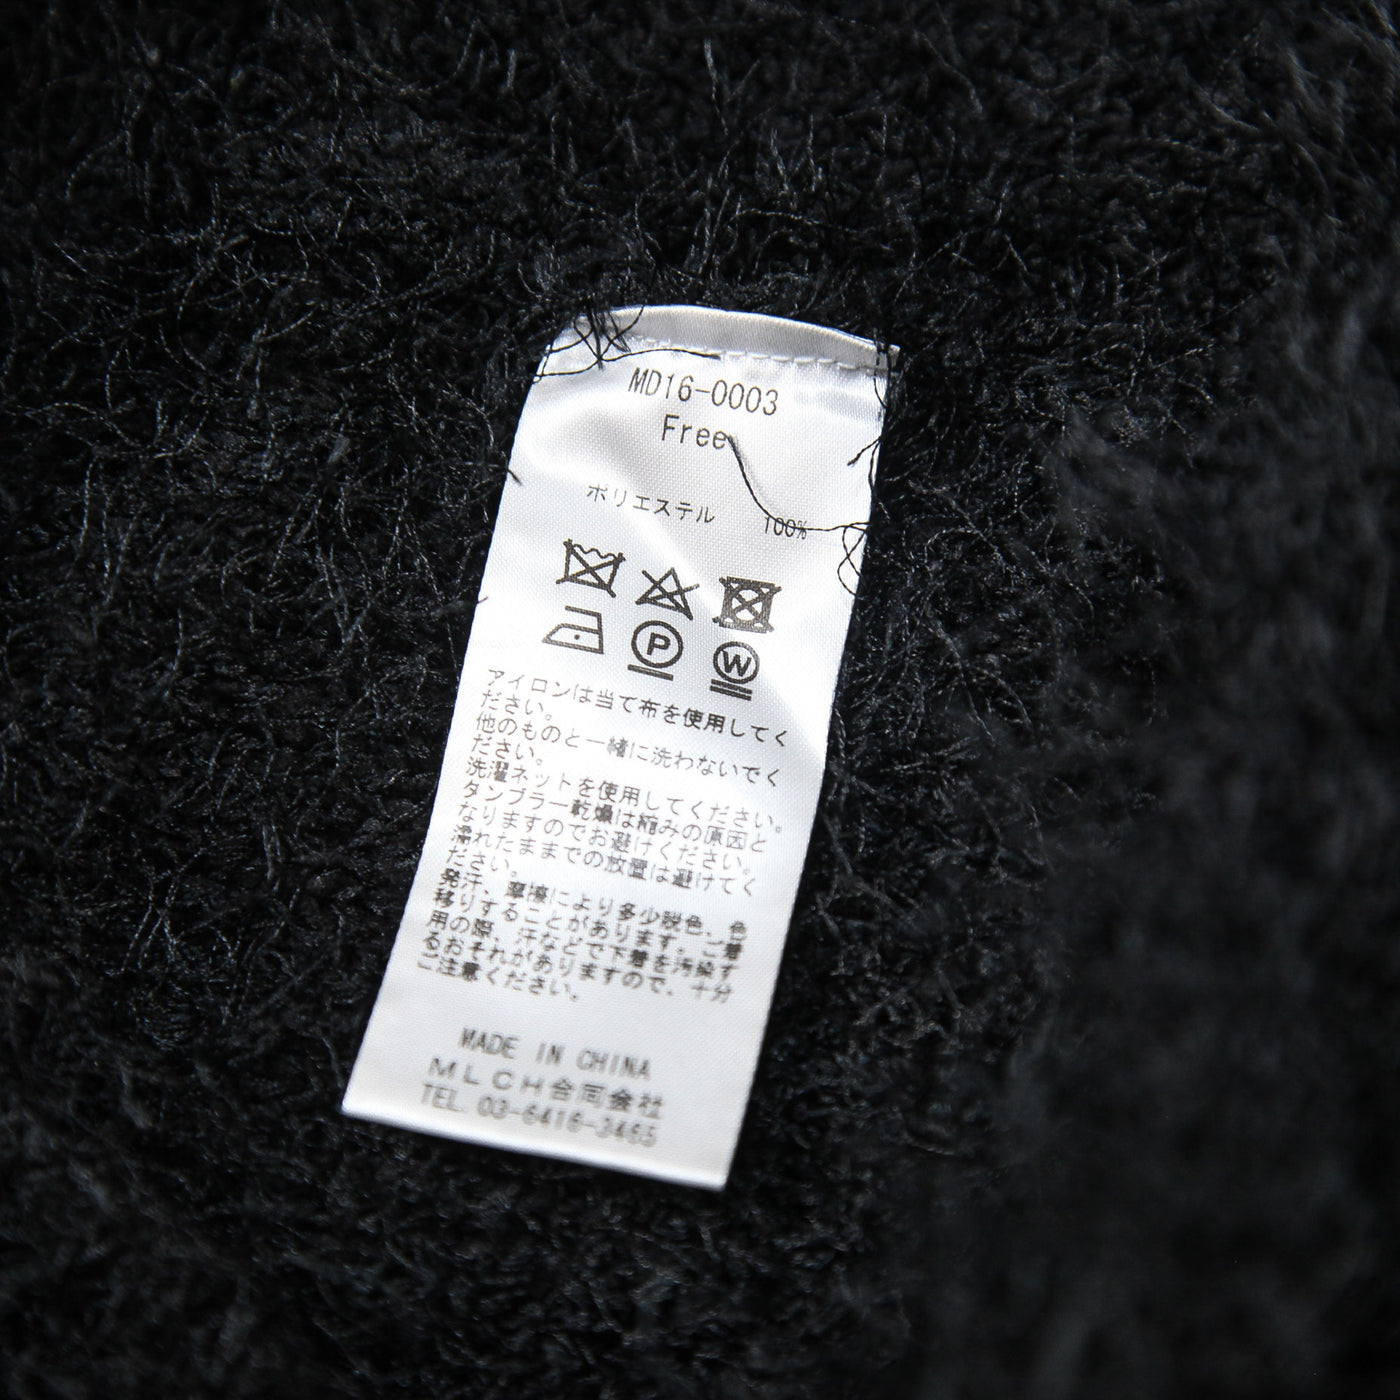 MD16-0003
Free
ポリエステル 100%
P W
アイロンは当て布を使用してく
ださい。
他のものと一緒に洗わないでく
ださい。
洗濯ネットを使用してください。
タンブラー乾燥は縮みの原因と
なりますのでお避けください。
濡れたままでの放置は避けてく
ださい。
発汗、摩擦により多少脱色、色
移りすることがあります。ご着
用の際、汗などで下着を汚染す
るおそれがありますので、十分
ご注意ください。
MADE IN CHINA
MLCH合同会社
TEL. 03-6416-3465